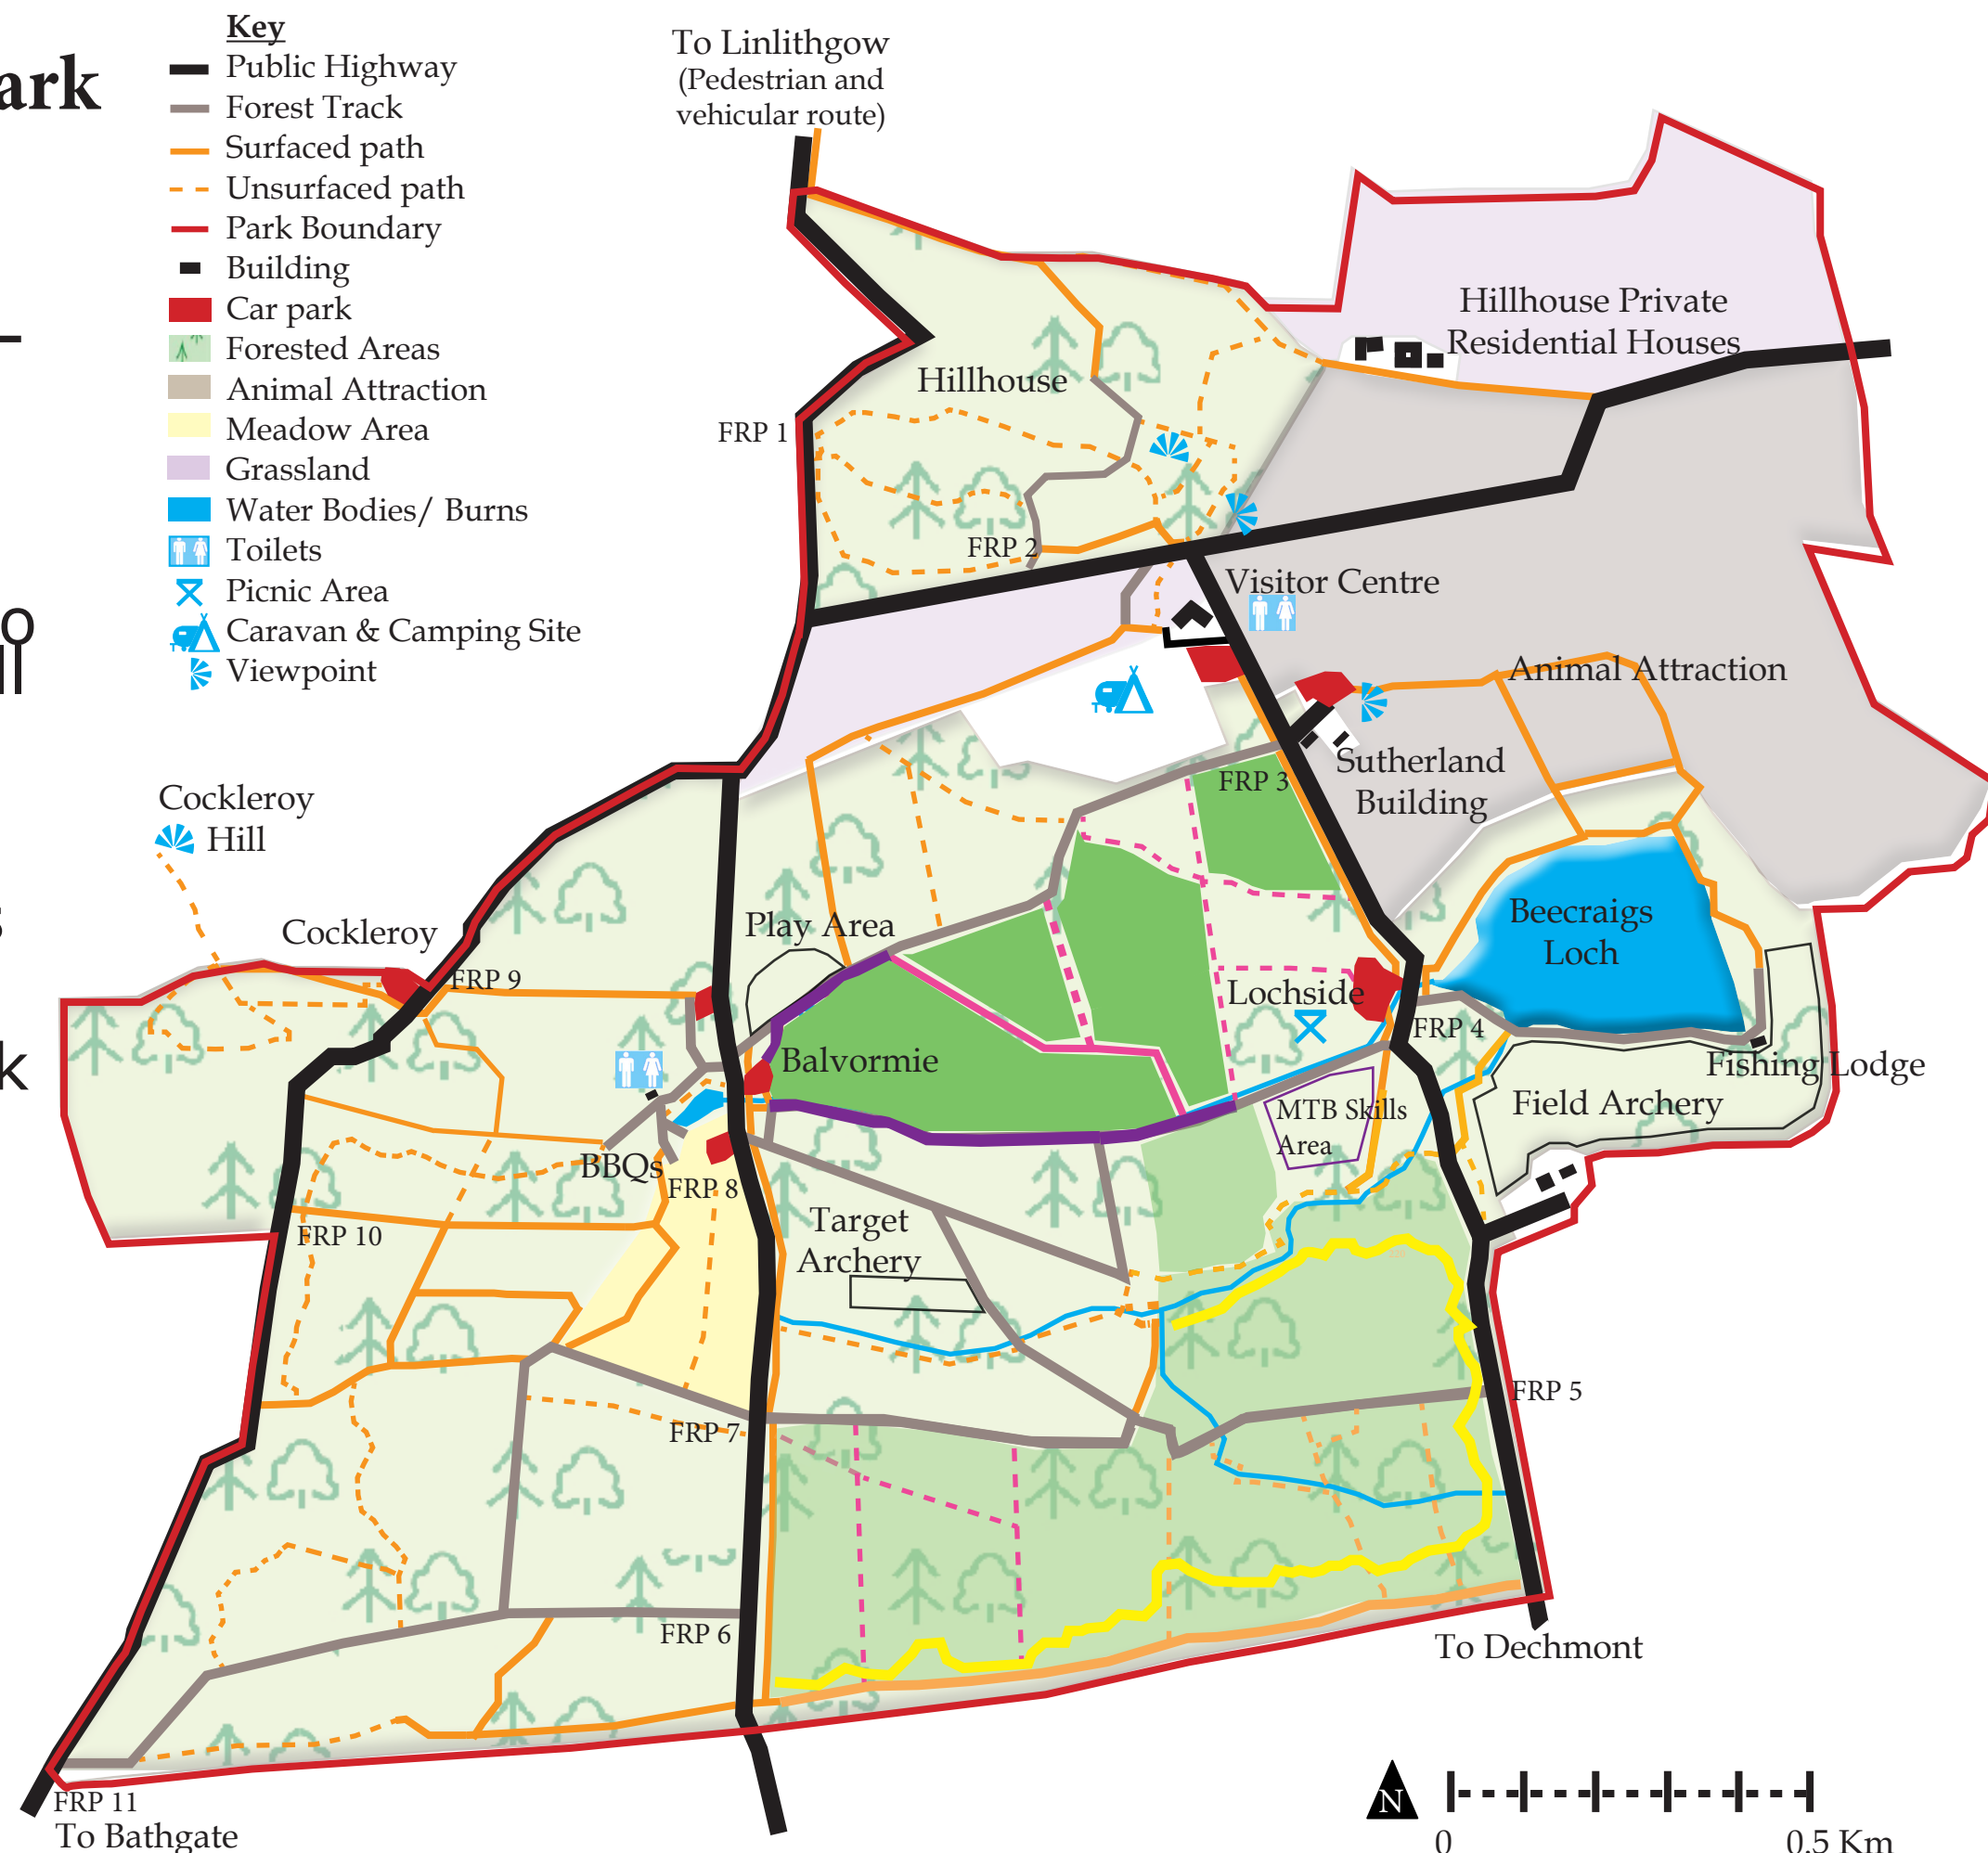 ark
Key
Public Highway
Forest Track
Surfaced path
Unsurfaced path
Park Boundary
Building
Car park
Forested Areas
Animal Attraction
Meadow Area
Grassland
Water Bodies/ Burns
Toilets
Picnic Area
Caravan & Camping Site
Viewpoint
To Linlithgow
(Pedestrian and
vehicular route)
Hillhouse Private
Residential Houses
Hillhouse
FRP 1
FRP 2
Visitor Centre
Animal Attraction
Sutherland
Building
FRP 3
Cockleroy
Hill
Cockleroy
FRP 9
Play Area
Beecraigs
Loch
Lochside
FRP 4
Fishing Lodge
Balvormie
Field Archery
MTB Skills
Area
BBQs
FRP 8
FRP 10
Target
Archery
FRP 5
FRP 7
FRP 6
To Dechmont
FRP 11
To Bathgate
N
0
0.5 Km